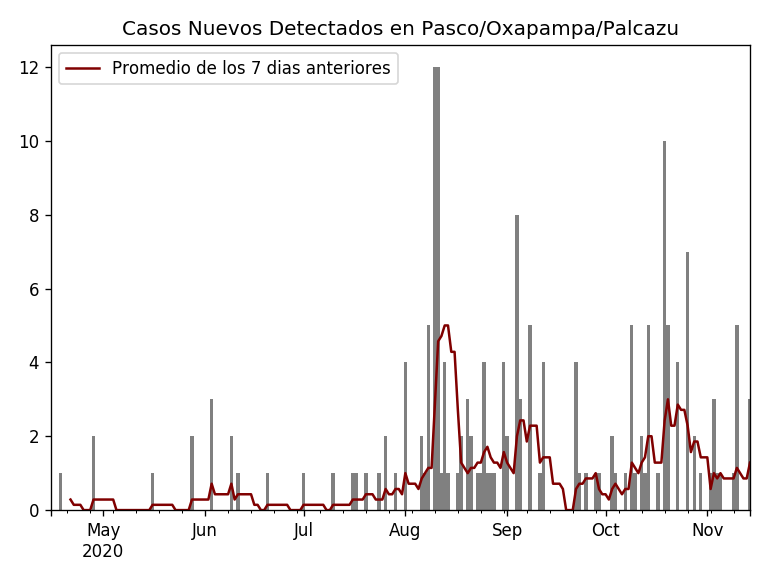 Casos Nuevos Detectados en Pasco/Oxapampa/Palcazu
Promedio de los 7 dias anteriores
12
10
8
6
4
2
0
May
2020
Jun
Jul
Aug
Sep
Oct
Nov